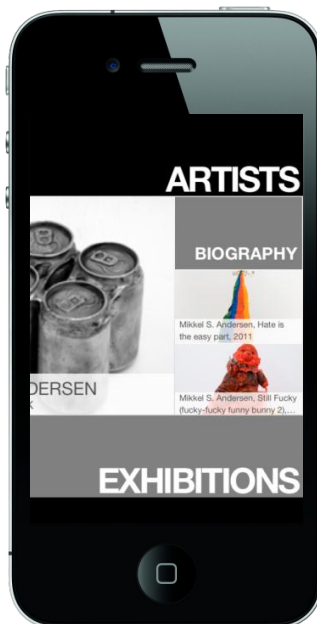 ARTISTS
BIOGRAPHY
Mikkel S. Andersen, Hate is
the easy part, 2011
DERSEN
K
Mikkel S. Andersen, Still Fucky
(fucky-fucky funny bunny 2),...
EXHIBITIONS